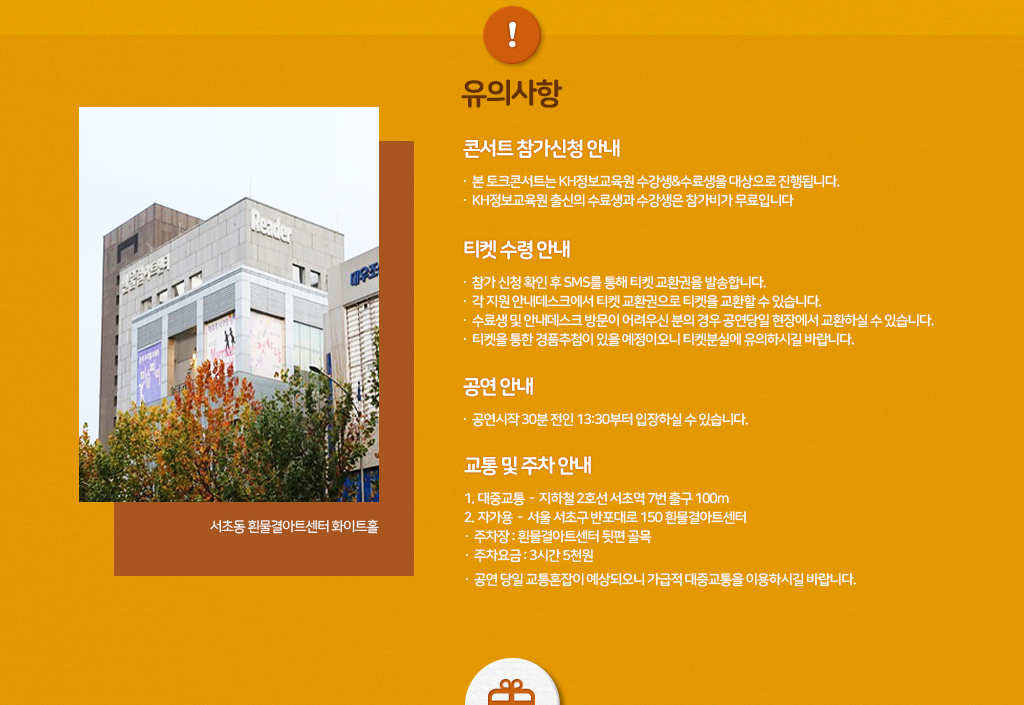 !
유의사항
콘서트 참가신청 안내
· 본 토크콘서트는 KH정보교육원 수강생&수료생을 대상으로 진행됩니다.
· KH정보교육원 출신의 수료생과 수강생은 참가비가 무료입니다
티켓 수령 안내
· 참가 신청 확인 후 SMS를 통해 티켓 교환권을 발송합니다.
· 각 지원 안내데스크에서 티켓 교환권으로 티켓을 교환할 수 있습니다.
· 수료생 및 안내데스크 방문이 어려우신 분의 경우 공연당일 현장에서 교환하실 수 있습니다.
· 티켓을 통한 경품추첨이 있을 예정이오니 티켓분실에 유의하시길 바랍니다.
공연 안내
· 공연시작 30분 전인 13:30부터 입장하실 수 있습니다.
교통 및 주차 안내
1. 대중교통 - 지하철 2호선 서초역 7번 출구 100m
2. 자가용 - 서울 서초구 반포대로 150 흰물결아트센터
· 주차장 : 흰물결아트센터 뒷편 골목
· 주차요금 : 3시간 5천원
· 공연 당일 교통혼잡이 예상되오니 가급적 대중교통을 이용하시길 바랍니다.
Reader
대우조
서초동 흰물결아트센터 화이트홀